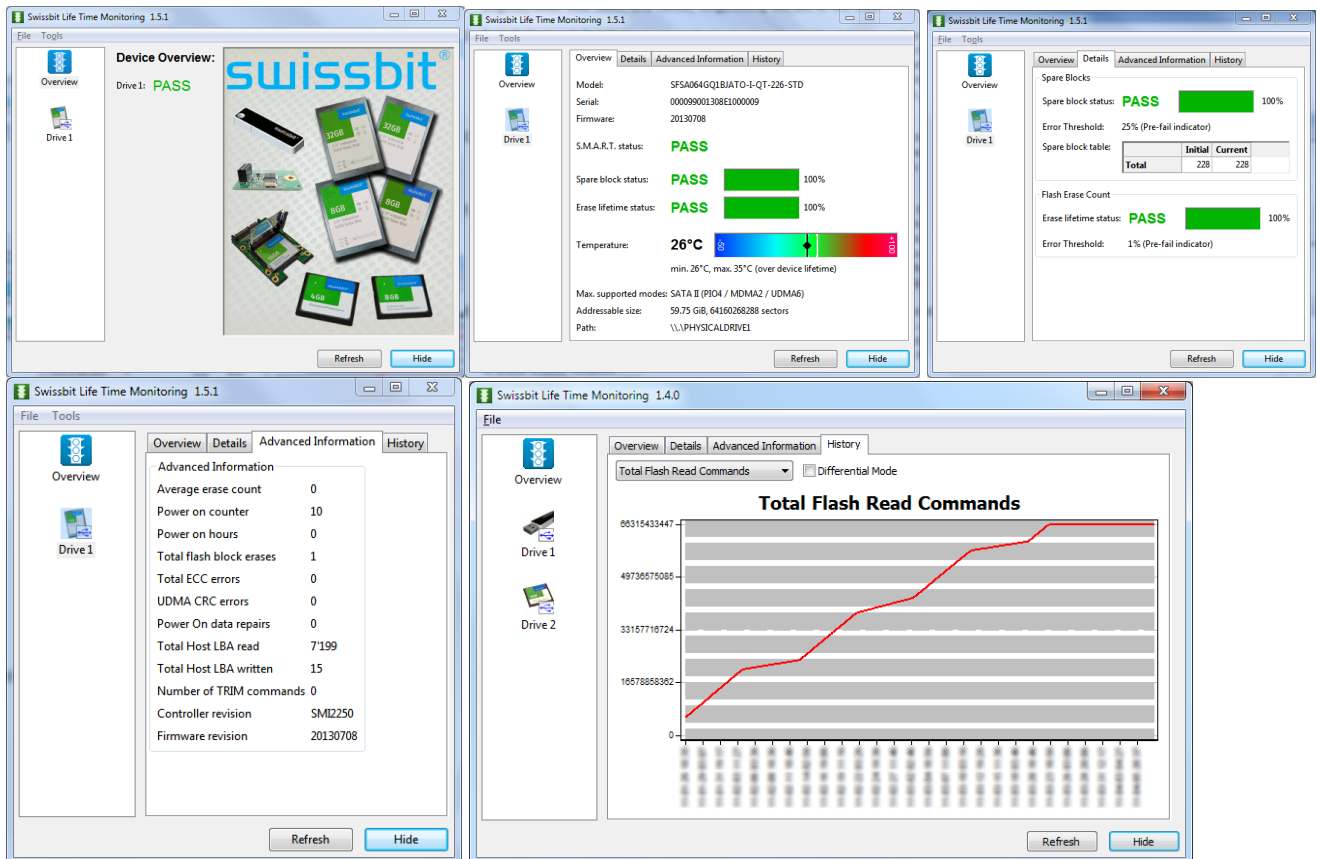 Swissbit Life Time Monitoring 1.5.1
File Tools
Overview
Drive 1
Device Overview:
Drive 1: PASS
swissbit®
32GB
32GB
8GB
8GB
4GB
8GB
Refresh Hide
Swissbit Life Time Monitoring 1.5.1
File Tools
Overview
Drive 1
Overview Details Advanced Information History
Model: SFSA064GQ1BJATO-I-QT-226-STD
Serial: 000099001308E1000009
Firmware: 20130708
S.M.A.R.T. status: PASS
Spare block status: PASS 100%
Erase lifetime status: PASS 100%
Temperature: 26°C -50 +100
min. 26°C, max. 35°C (over device lifetime)
Max. supported modes: SATA II (PIO4 / MDMA2 / UDMA6)
Addressable size: 59.75 GiB, 64160268288 sectors
Path: \\.\PHYSICALDRIVE1
Refresh Hide
Swissbit Life Time Monitoring 1.5.1
File Tools
Overview
Drive 1
Overview Details Advanced Information History
Spare Blocks
Spare block status: PASS 100%
Error Threshold: 25% (Pre-fail indicator)
Spare block table: Initial Current
Total 228 228
Flash Erase Count
Erase lifetime status: PASS 100%
Error Threshold: 1% (Pre-fail indicator)
Refresh Hide
Swissbit Life Time Monitoring 1.5.1
File Tools
Overview
Drive 1
Overview Details Advanced Information History
Advanced Information
Average erase count 0
Power on counter 10
Power on hours 0
Total flash block erases 1
Total ECC errors 0
UDMA CRC errors 0
Power On data repairs 0
Total Host LBA read 7'199
Total Host LBA written 15
Number of TRIM commands 0
Controller revision SMI2250
Firmware revision 20130708
Refresh Hide
Swissbit Life Time Monitoring 1.4.0
File
Overview
Drive 1
Drive 2
Overview Details Advanced Information History
Total Flash Read Commands Differential Mode
Total Flash Read Commands
66315433447
49736575085
33157716724
16578858362
0
Refresh Hide